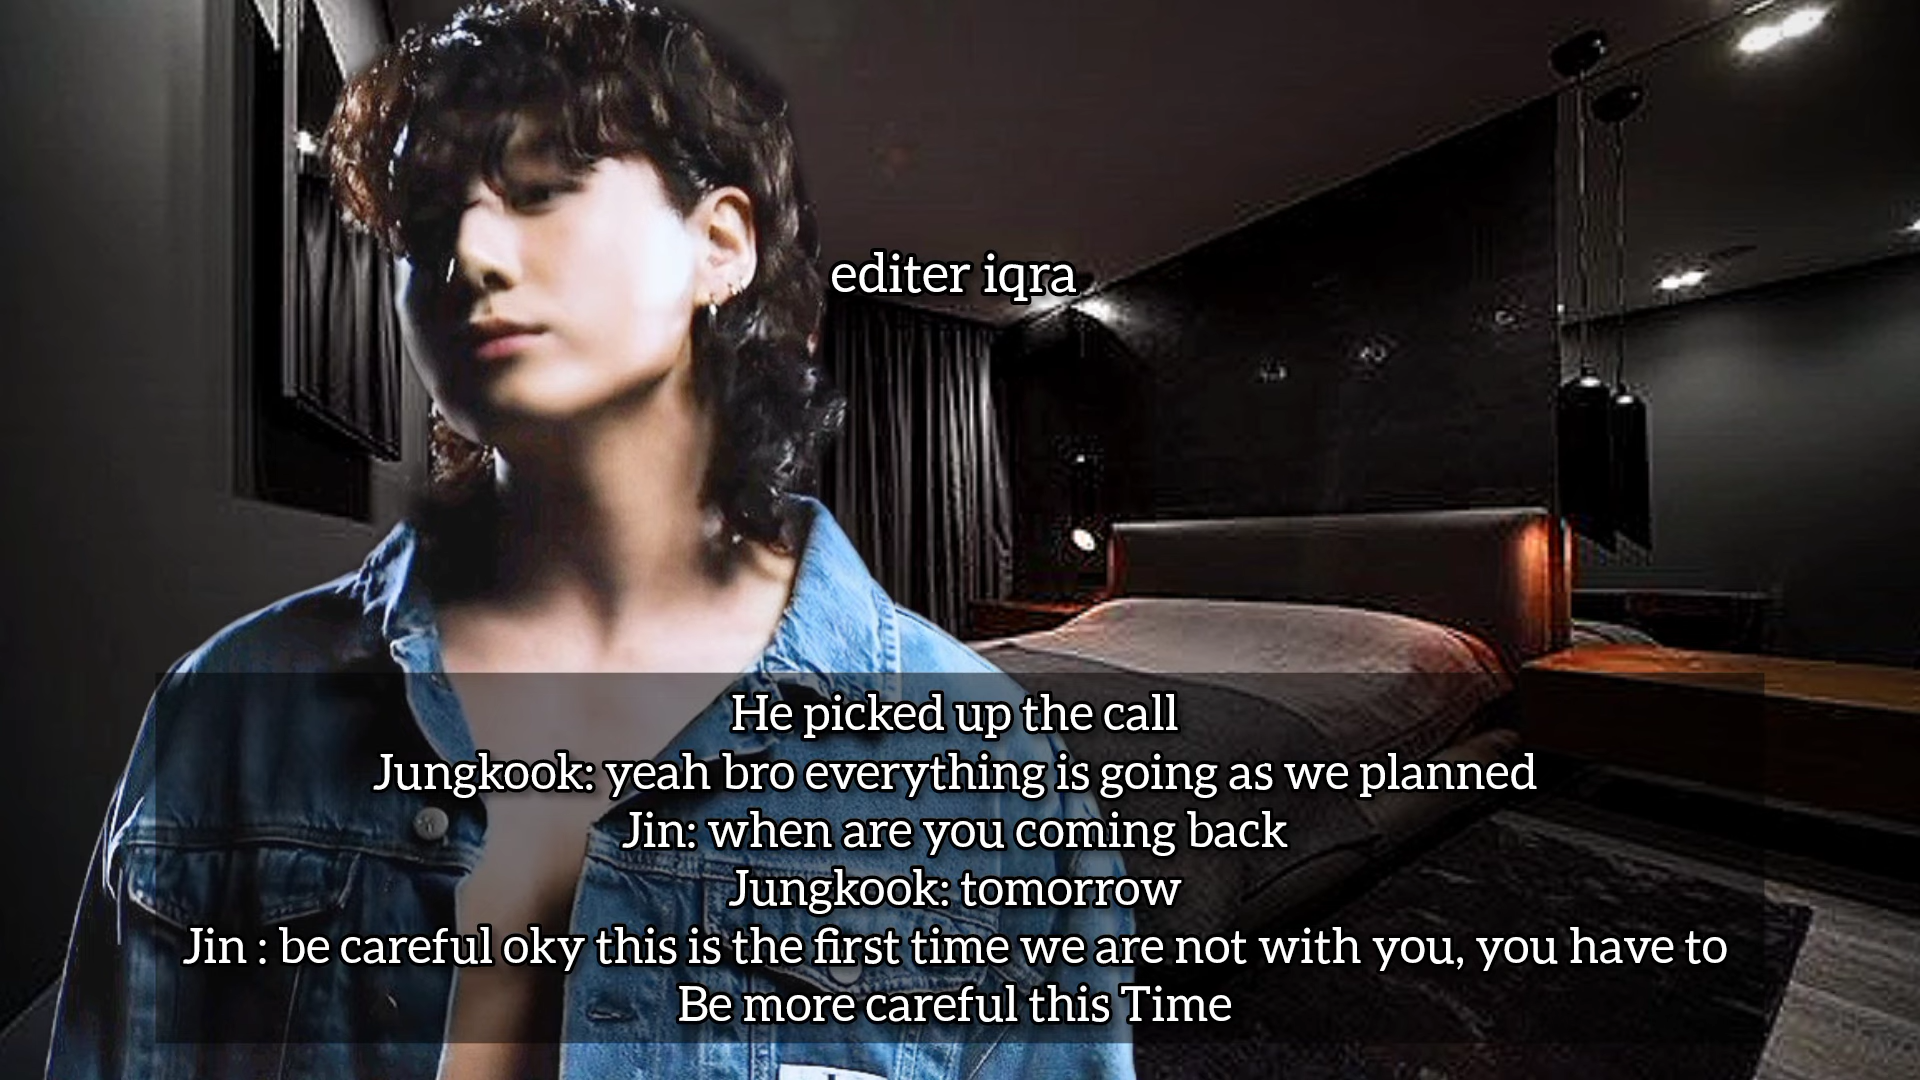 editer iqra
He picked up the call
Jungkook: yeah bro everything is going as we planned
Jin: when are you coming back
Jungkook: tomorrow
Jin : be careful oky this is the first time we are not with you, you have to
Be more careful this Time